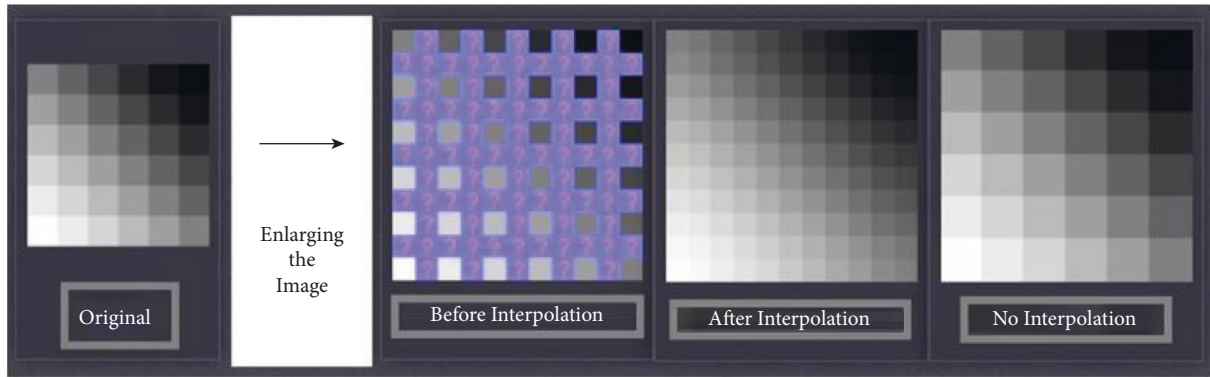 Original
Enlarging
the
Image
Before Interpolation
After Interpolation
No Interpolation